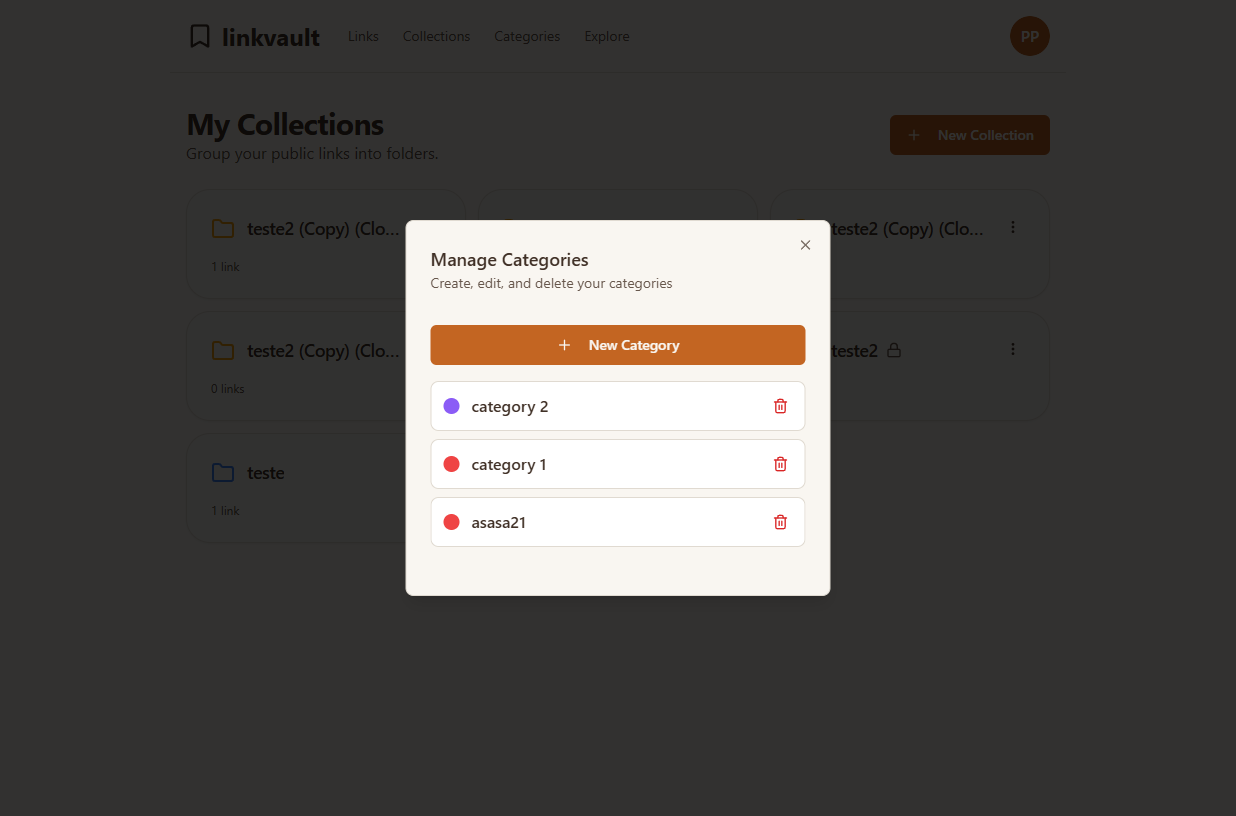 linkvault
Links
Collections
Categories
Explore
PP
My Collections
Group your public links into folders.
New Collection
teste2 (Copy) (Clo...
1 link
teste2 (Copy) (Clo...
teste2 (Copy) (Clo...
0 links
teste2
teste
1 link
Manage Categories
Create, edit, and delete your categories
New Category
category 2
category 1
asasa21